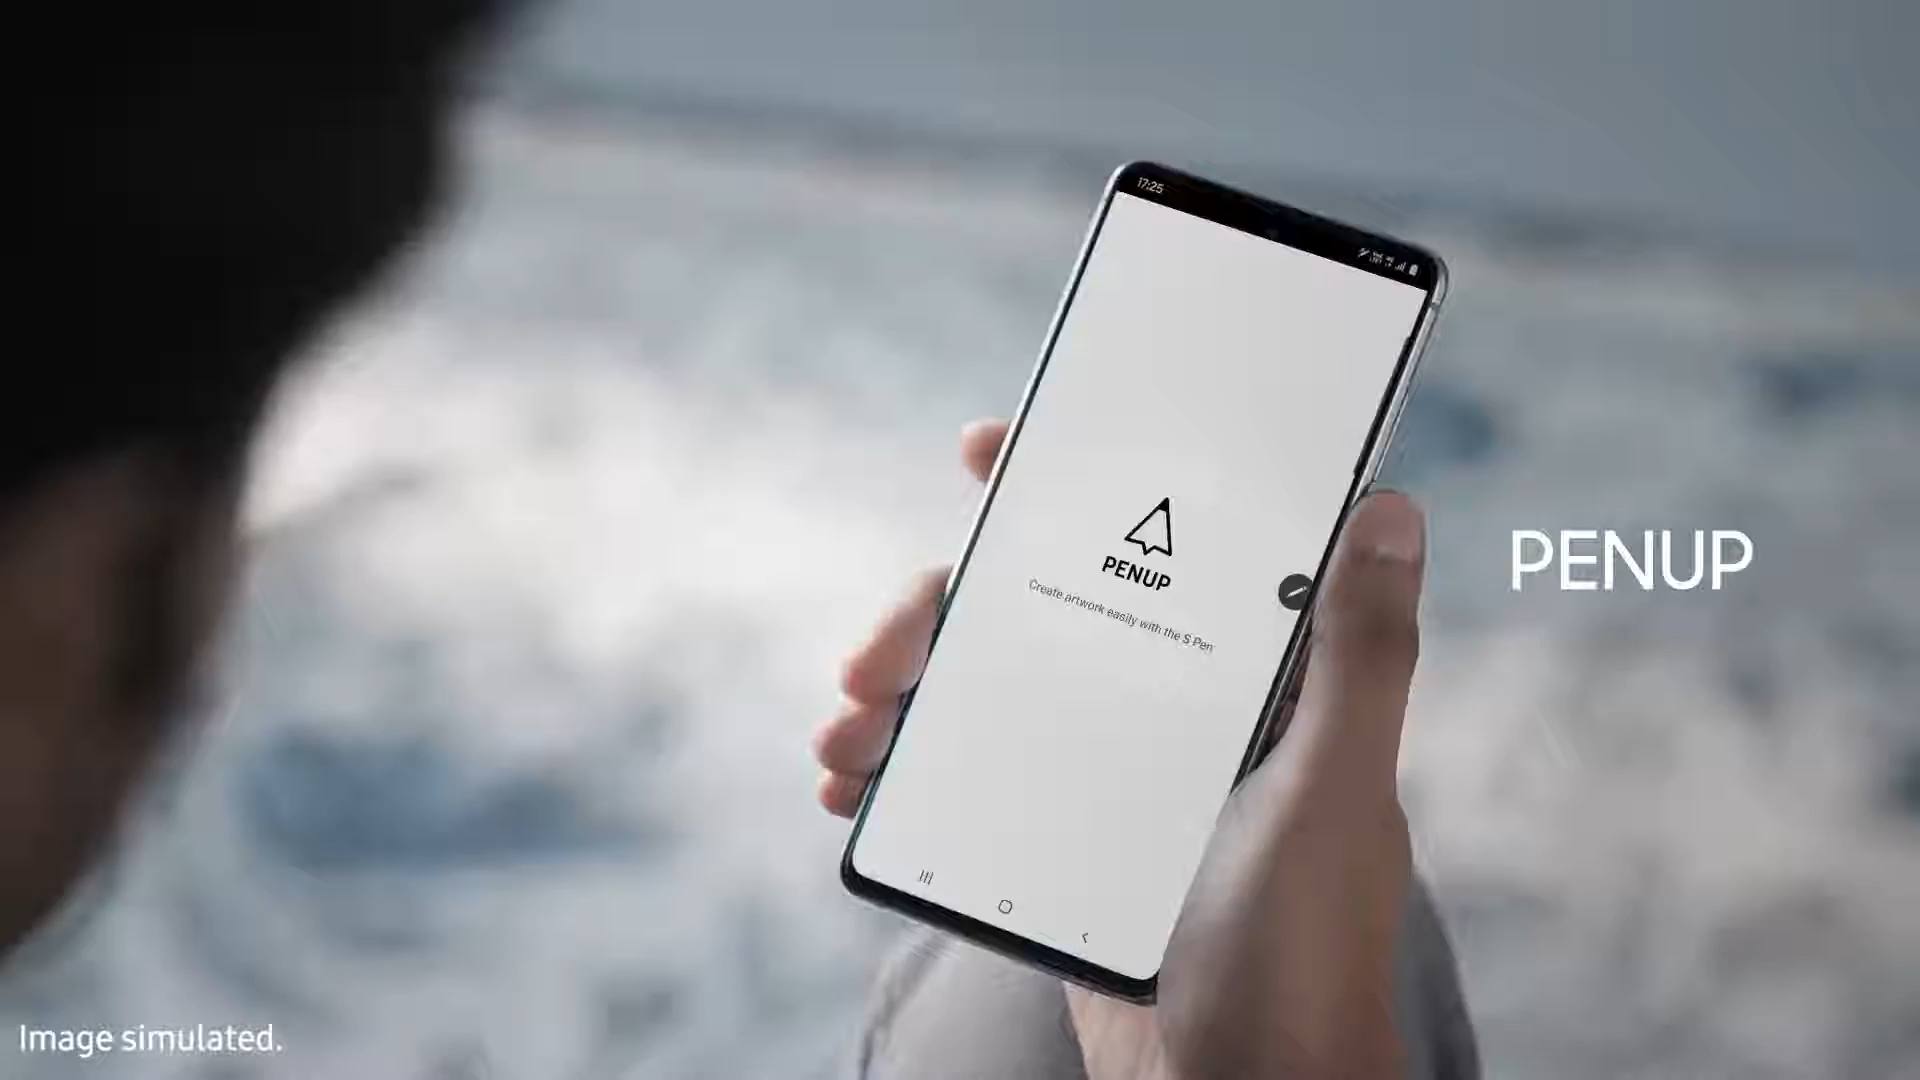 17:25
PENUP
Create artwork easily with the S Pen
PENUP
Image simulated.